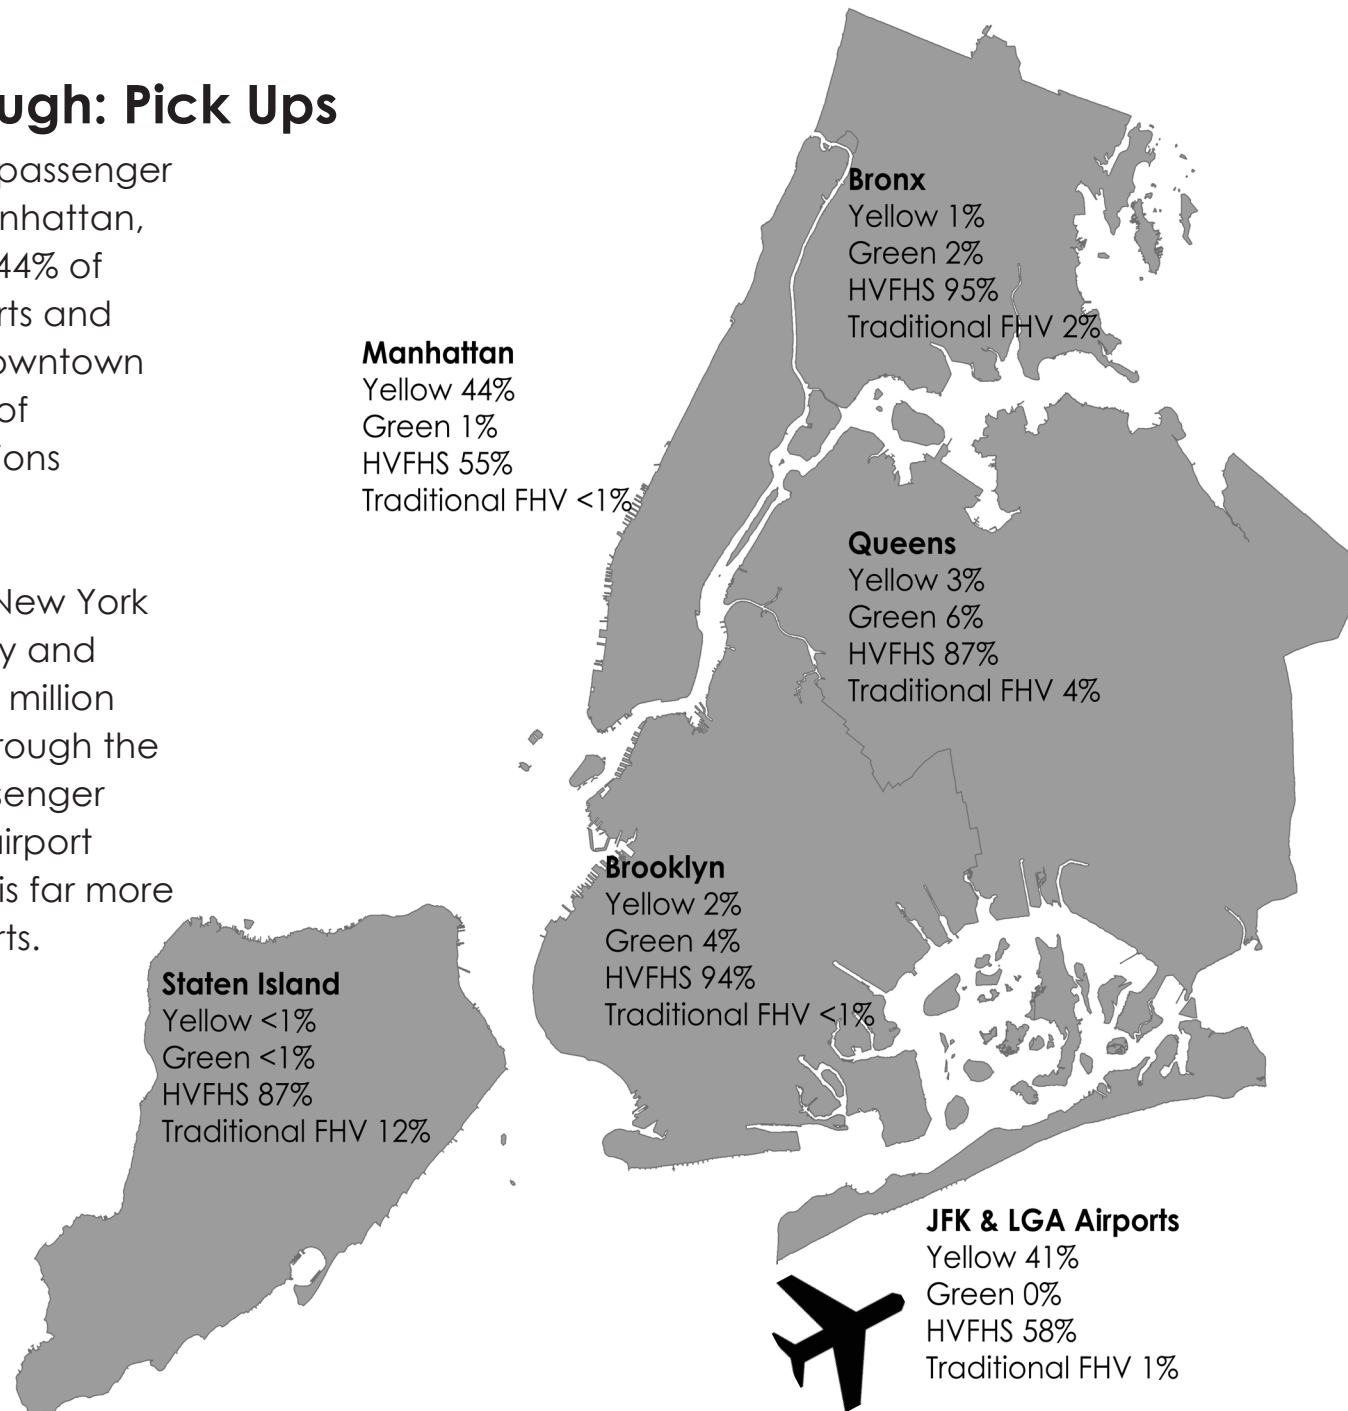 ugh: Pick Ups
passenger
nhattan,
44% of
rts and
owntown
of
ions
New York
y and
million
rough the
senger
airport
is far more
rts.
Bronx
Yellow 1%
Green 2%
HVFHS 95%
Traditional FHV 2%
Manhattan
Yellow 44%
Green 1%
HVFHS 55%
Traditional FHV <1%
Queens
Yellow 3%
Green 6%
HVFHS 87%
Traditional FHV 4%
Brooklyn
Yellow 2%
Green 4%
HVFHS 94%
Traditional FHV <1%
Staten Island
Yellow <1%
Green <1%
HVFHS 87%
Traditional FHV 12%
JFK & LGA Airports
Yellow 41%
Green 0%
HVFHS 58%
Traditional FHV 1%